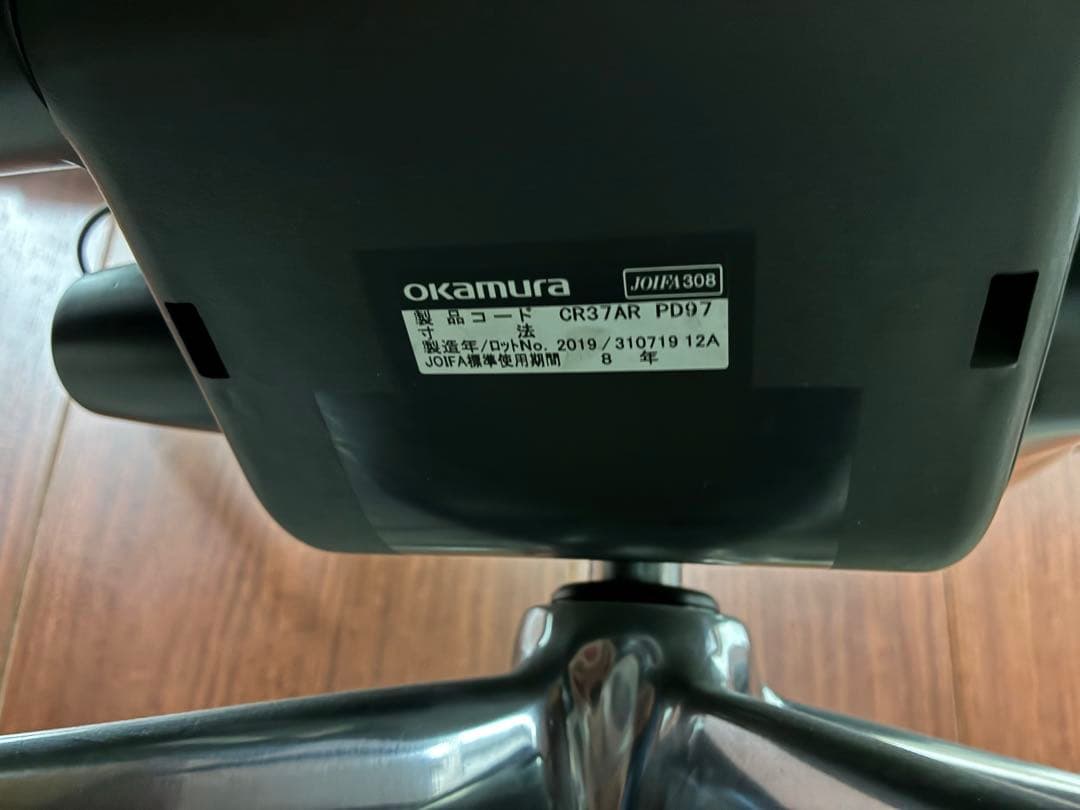 okamura
JOIFA308
製品コード CR37AR PD97
寸法
製造年/ロットNo. 2019/310719 12A
JOIFA標準使用期間 8 年